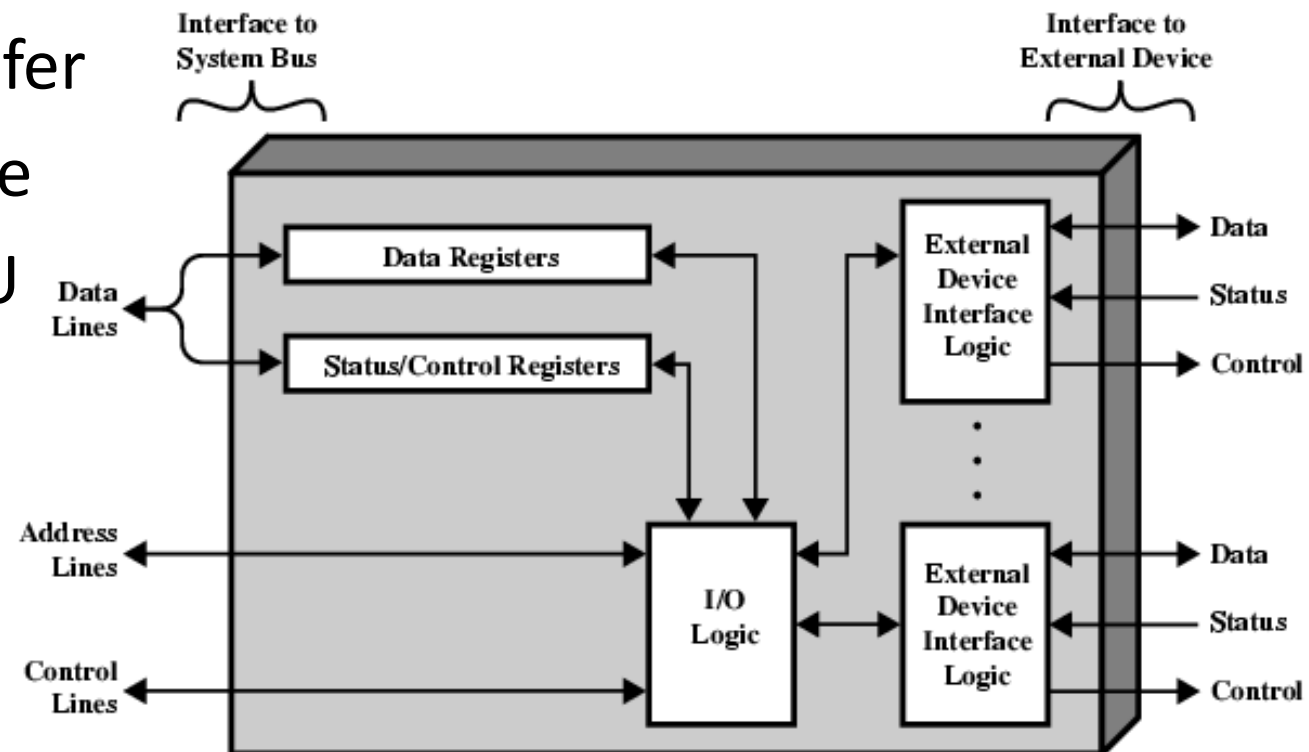 Interface to
System Bus
Interface to
External Device
fer
e
U
Data
Lines
Data Registers
Status/Control Registers
Address
Lines
Control
Lines
I/O
Logic
External
Device
Interface
Logic
Data
Status
Control
External
Device
Interface
Logic
Data
Status
Control